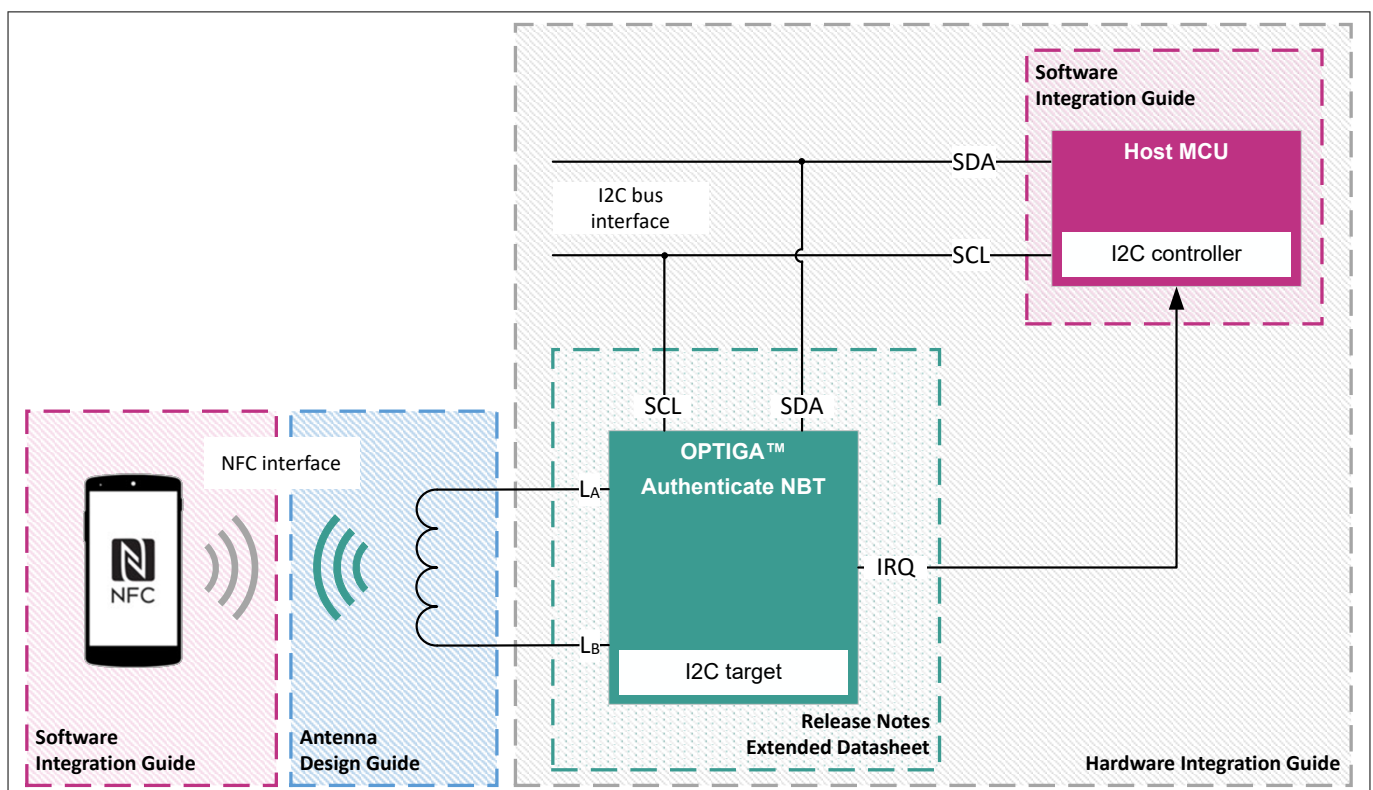 Software
Integration Guide
Host MCU
SDA
I2C bus
interface
SCL
I2C controller
SCL
SDA
OPTIGA™
Authenticate NBT
NFC interface
LA
IRQ
NFC
LB
I2C target
Release Notes
Extended Datasheet
Software
Integration Guide
Antenna
Design Guide
Hardware Integration Guide